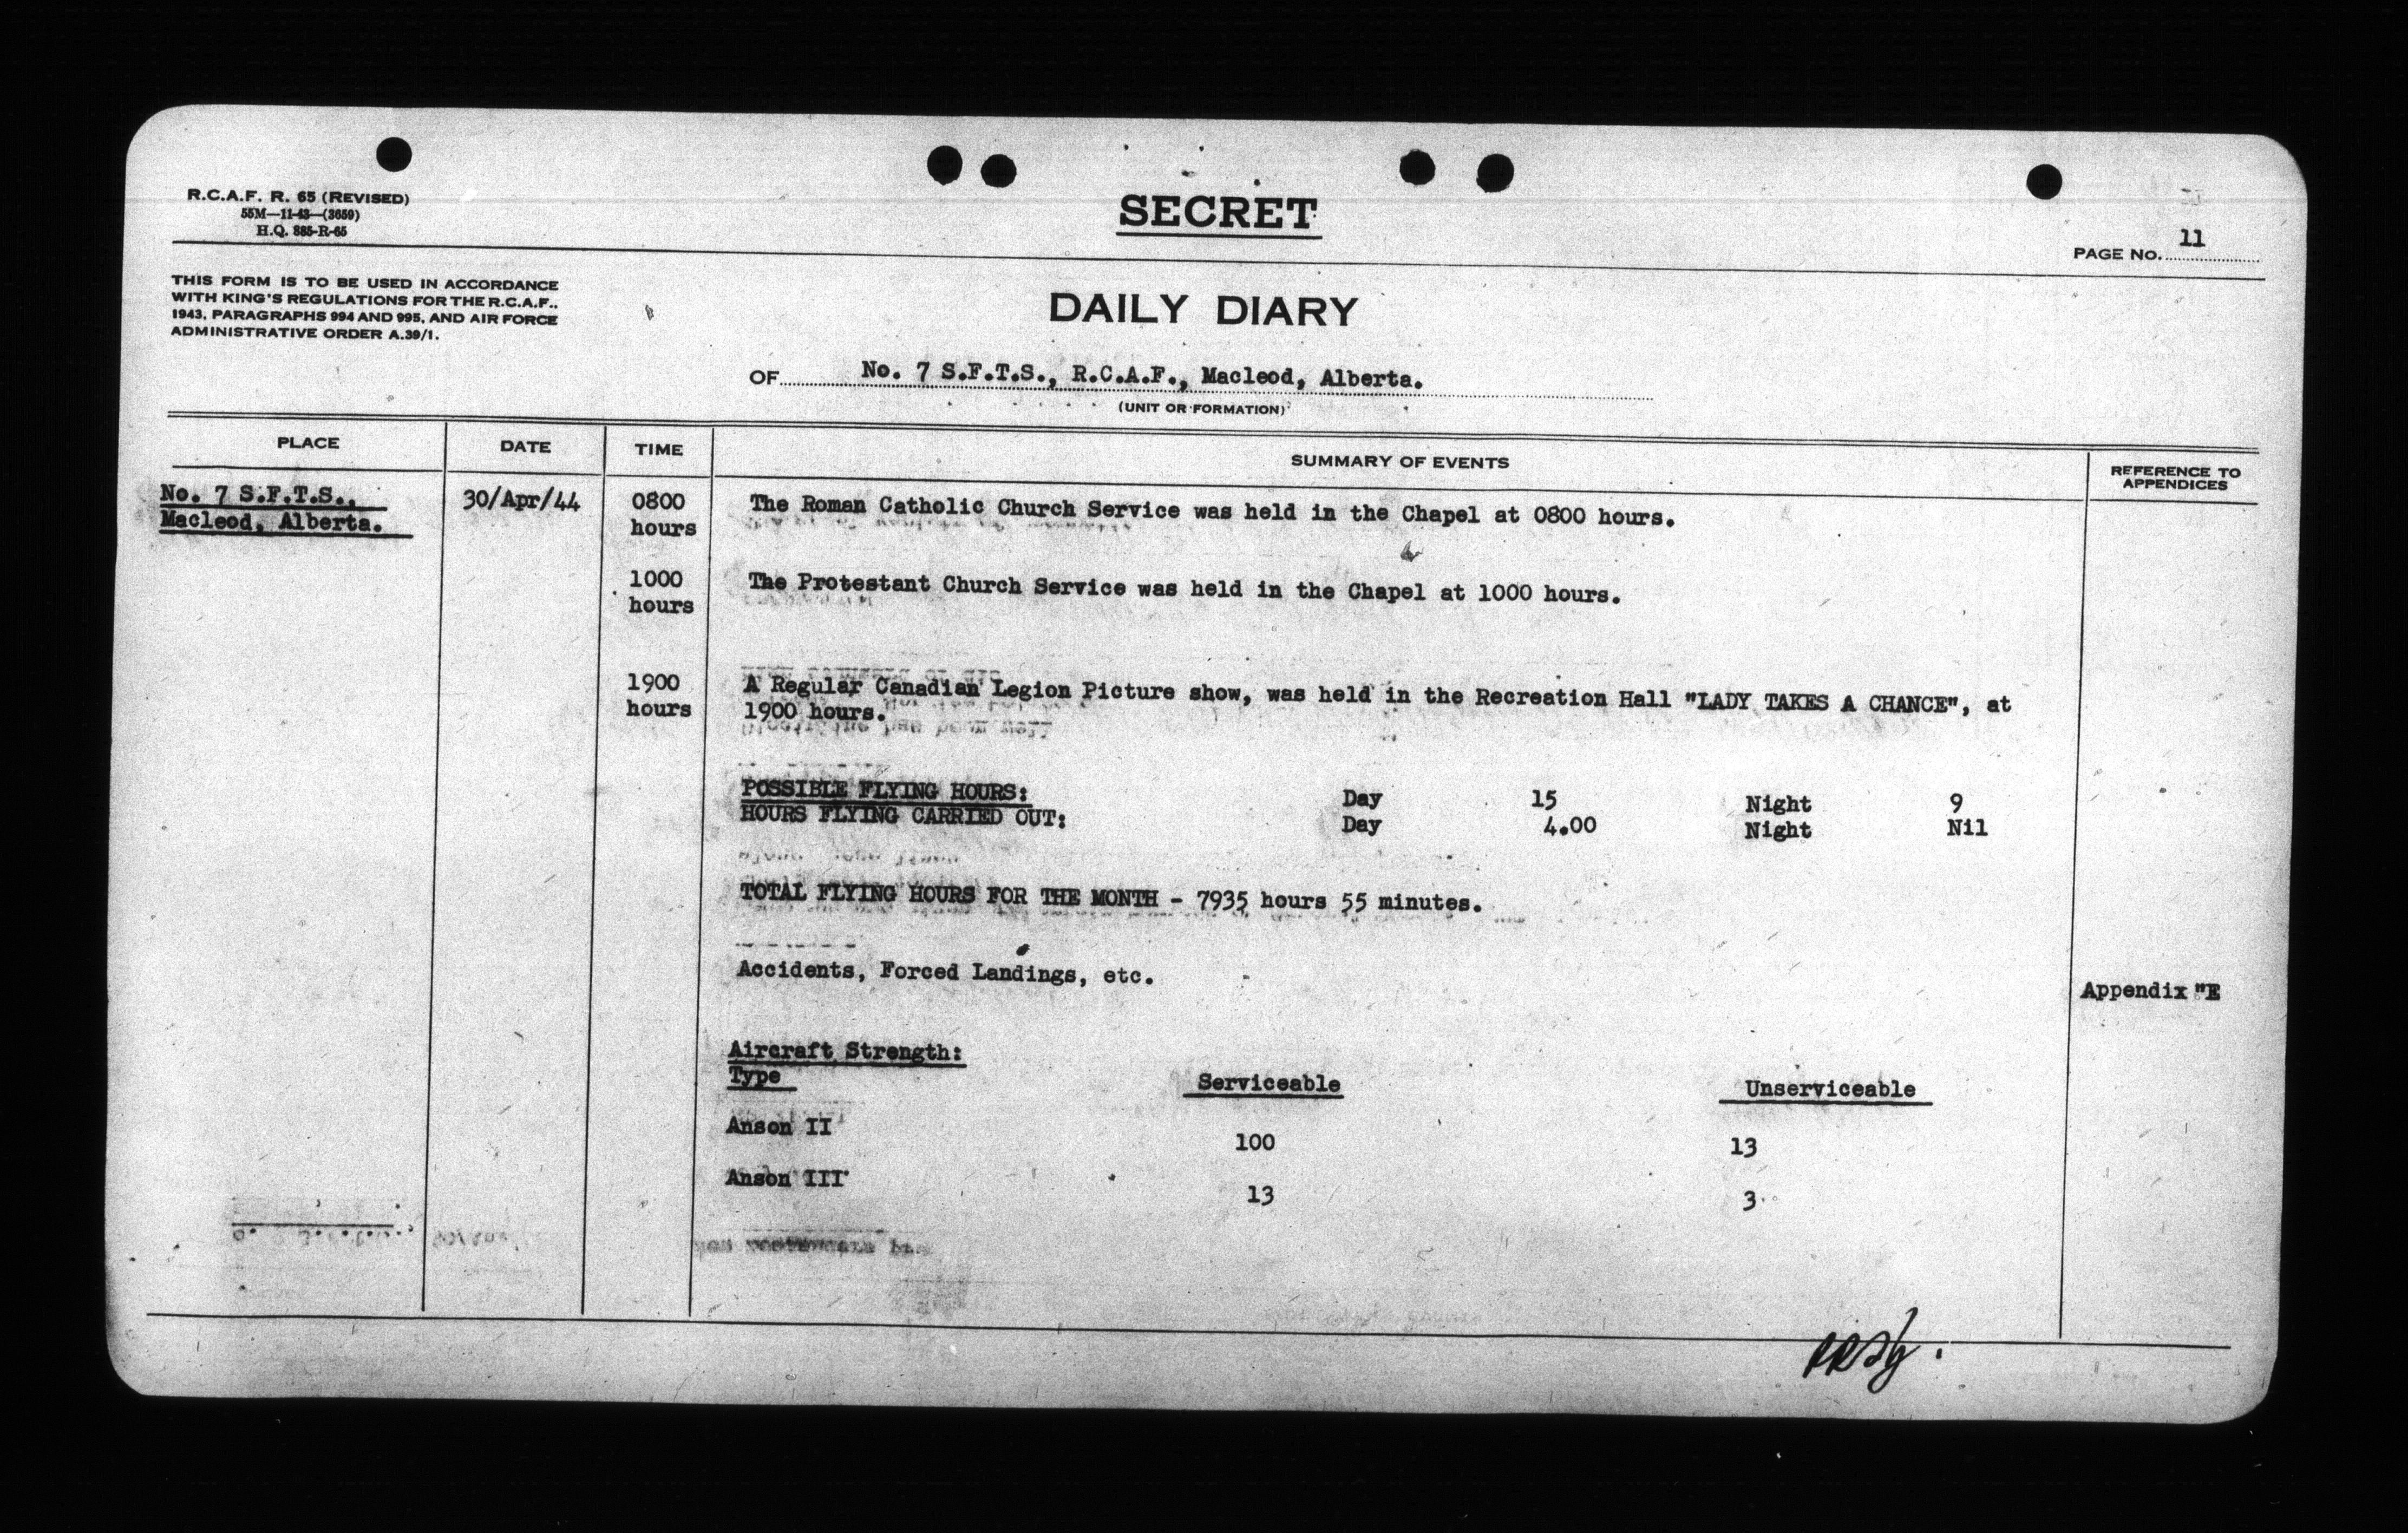 R.C.A.F. R. 65 (REVISED)
55M—11-43—(3659)
H.Q. 885-R-65
SECRET
PAGE No. 11
THIS FORM IS TO BE USED IN ACCORDANCE
WITH KING'S REGULATIONS FOR THE R.C.A.F.,
1943, PARAGRAPHS 994 AND 995, AND AIR FORCE
ADMINISTRATIVE ORDER A.39/1.
DAILY DIARY
OF No. 7 S.F.T.S., R.C.A.F., Macleod, Alberta.
(UNIT OR FORMATION)
PLACE DATE TIME SUMMARY OF EVENTS REFERENCE TO
APPENDICES
No. 7 S.F.T.S., 30/Apr/44 0800 The Roman Catholic Church Service was held in the Chapel at 0800 hours.
Macleod, Alberta. hours
1000 The Protestant Church Service was held in the Chapel at 1000 hours.
hours
1900 A Regular Canadian Legion Picture show, was held in the Recreation Hall "LADY TAKES A CHANCE", at
hours 1900 hours.
POSSIBLE FLYING HOURS: Day 15 Night 9
HOURS FLYING CARRIED OUT: Day 4.00 Night Nil
TOTAL FLYING HOURS FOR THE MONTH - 7935 hours 55 minutes.
Accidents, Forced Landings, etc. Appendix "E
Aircraft Strength:
Type Serviceable Unserviceable
Anson II 100 13
Anson III 13 3